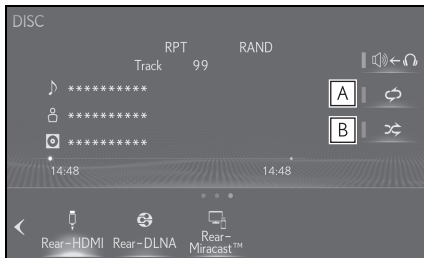 DISC
RPT RAND
Track 99
**********
A
**********
B
**********
14:48 14:48
Rear-HDMI Rear-DLNA Rear-Miracast™